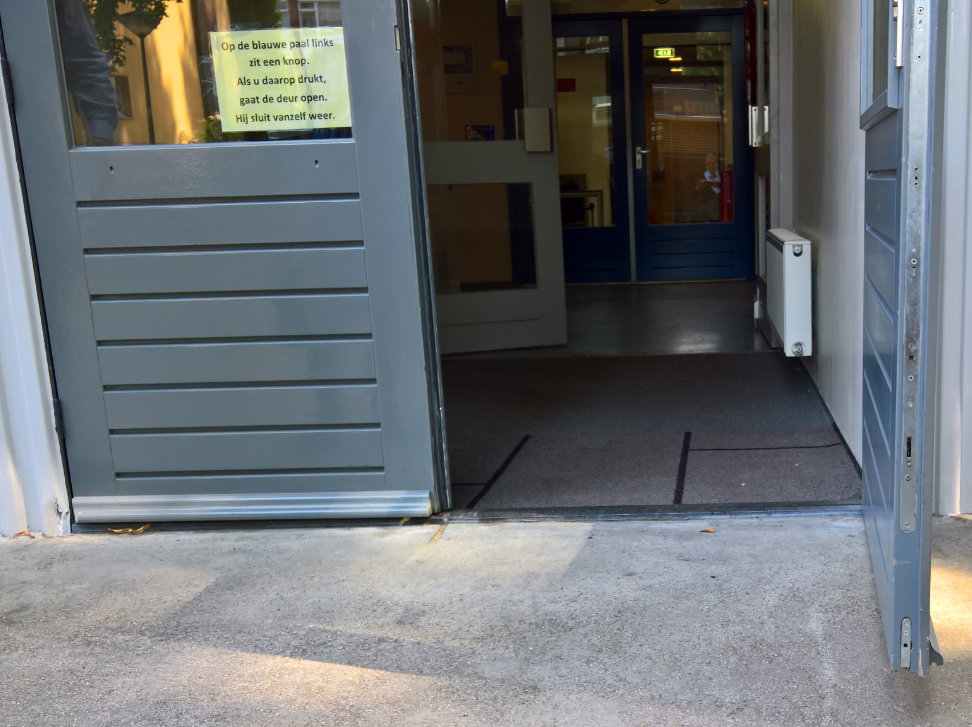 Op de blauwe paal links
zit een knop.
Als u daarop drukt,
gaat de deur open.
Hij sluit vanzelf weer.